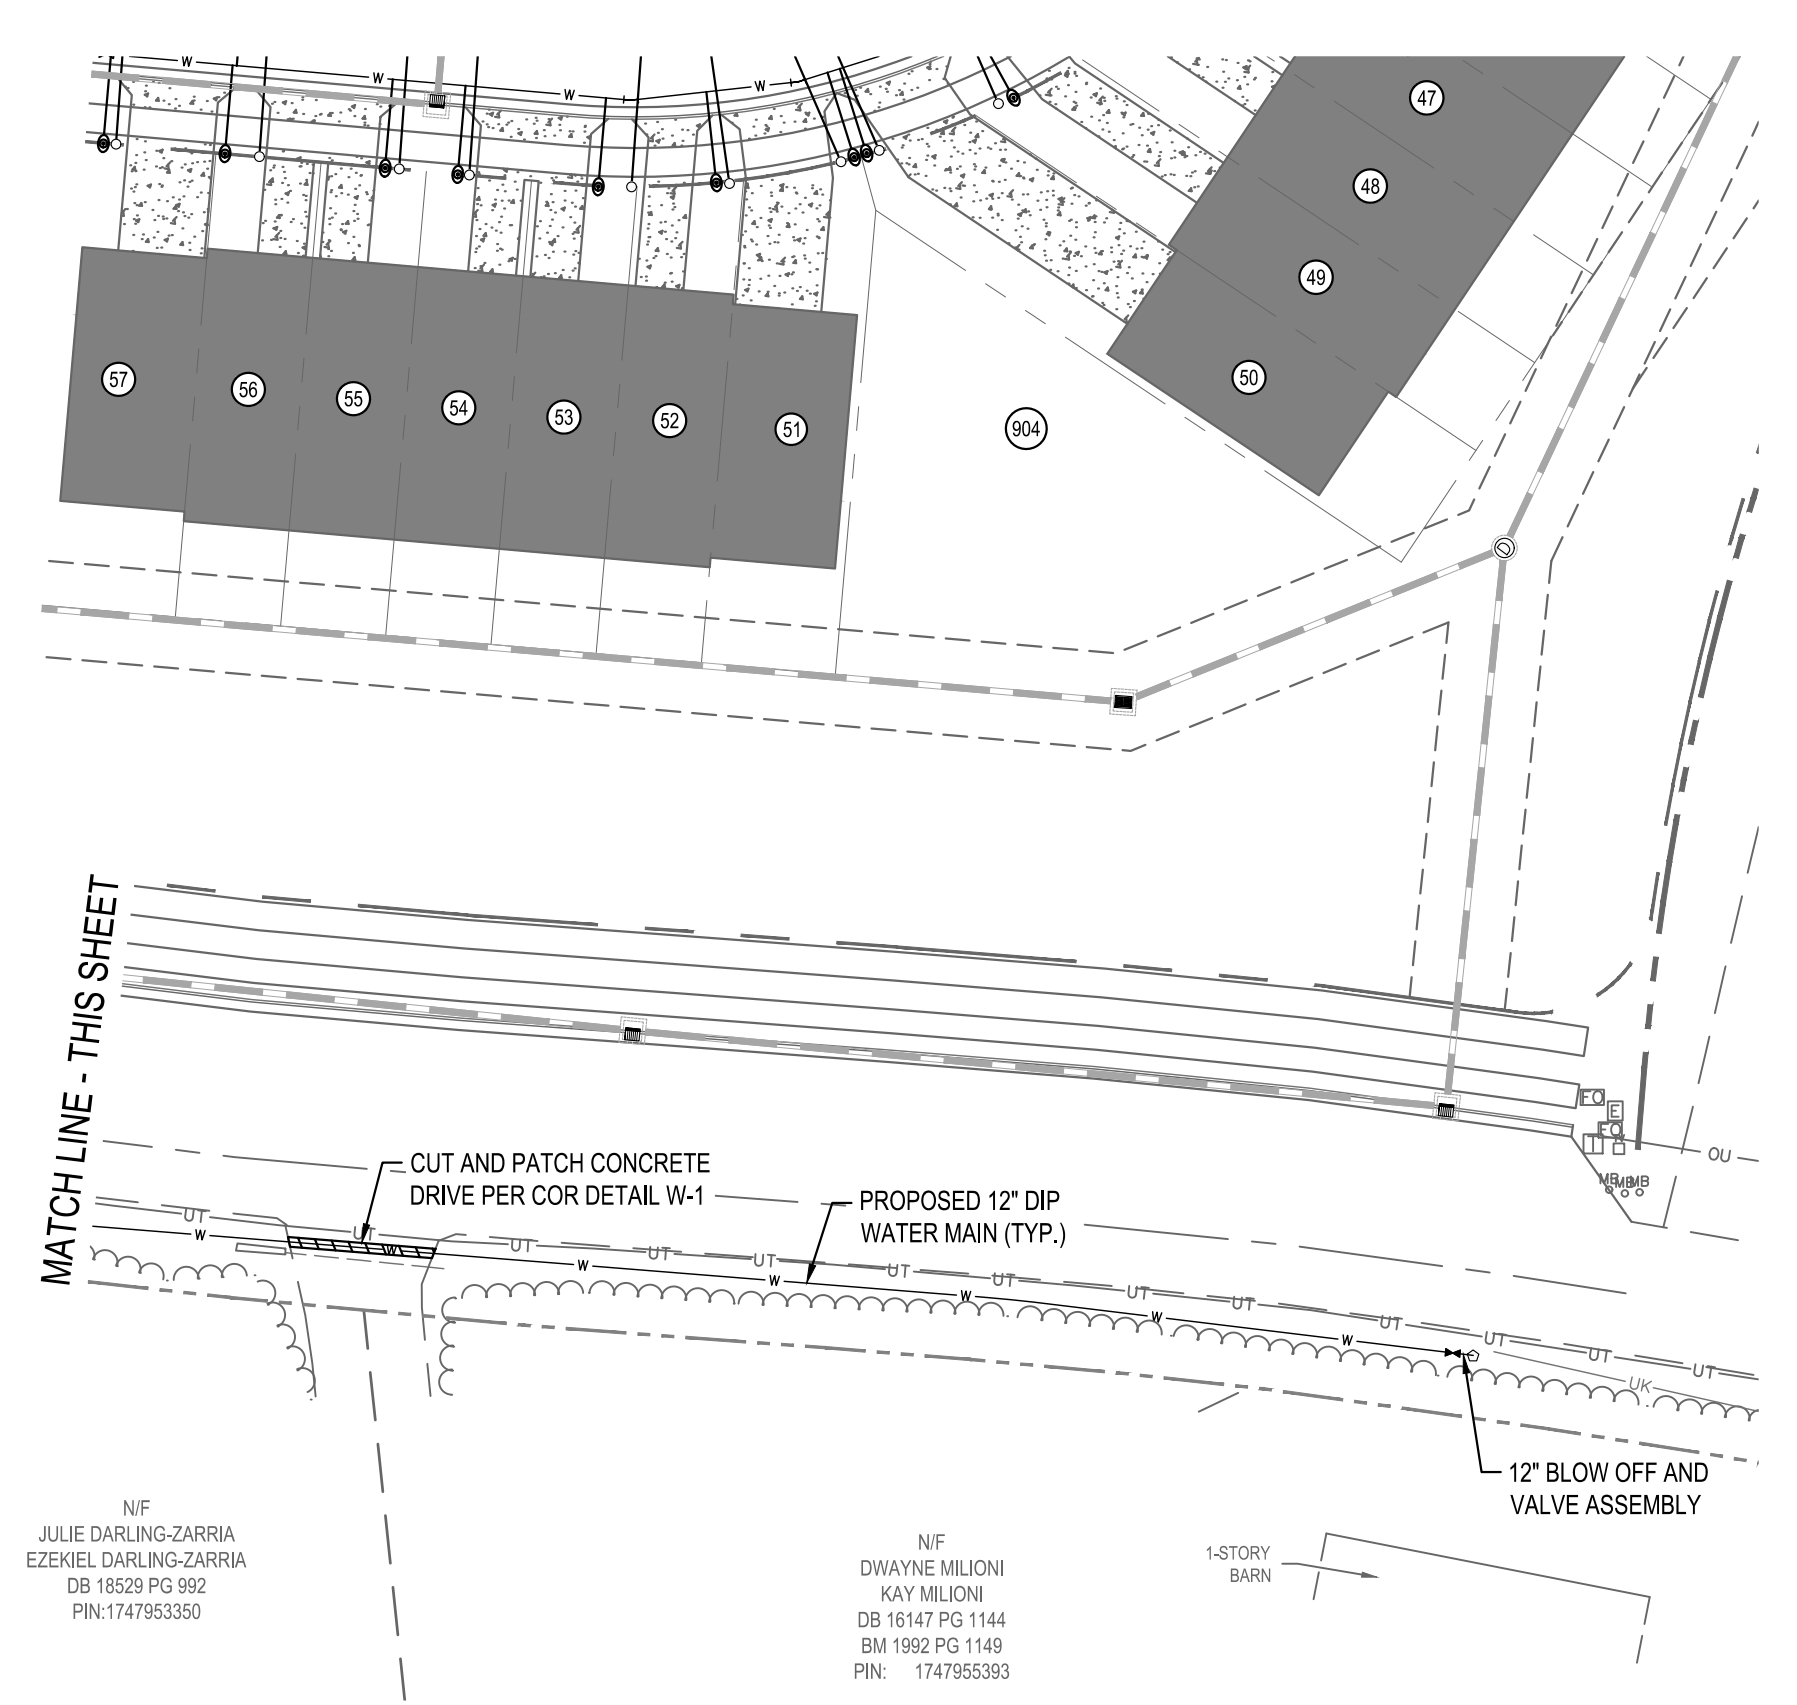 W
W
W
W
47
48
49
50
57
56
55
54
53
52
51
904
D
MATCH LINE - THIS SHEET
FO
E
FO
T
OU
MB
MB
MB
CUT AND PATCH CONCRETE
DRIVE PER COR DETAIL W-1
PROPOSED 12" DIP
WATER MAIN (TYP.)
UT
UT
UT
UT
UT
UT
UT
UT
UT
UT
UT
UT
UT
W
W
W
W
W
W
W
UK
12" BLOW OFF AND
VALVE ASSEMBLY
N/F
JULIE DARLING-ZARRIA
EZEKIEL DARLING-ZARRIA
DB 18529 PG 992
PIN:1747953350
N/F
DWAYNE MILIONI
KAY MILIONI
DB 16147 PG 1144
BM 1992 PG 1149
PIN: 1747955393
1-STORY
BARN